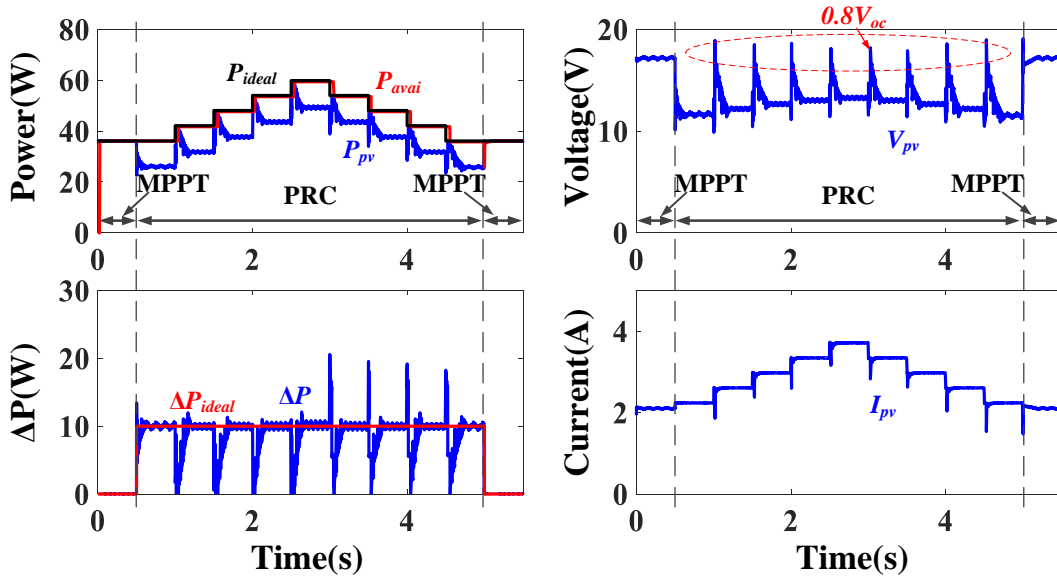 80
60
40
20
0
Power(W)
P_ideal
P_avai
P_pv
MPPT
PRC
MPPT
0
2
4
20
10
0
Voltage(V)
0.8V_oc
V_pv
MPPT
PRC
MPPT
0
2
4
30
20
10
0
ΔP(W)
ΔP_ideal
ΔP
0
2
4
Time(s)
4
2
0
Current(A)
I_pv
0
2
4
Time(s)